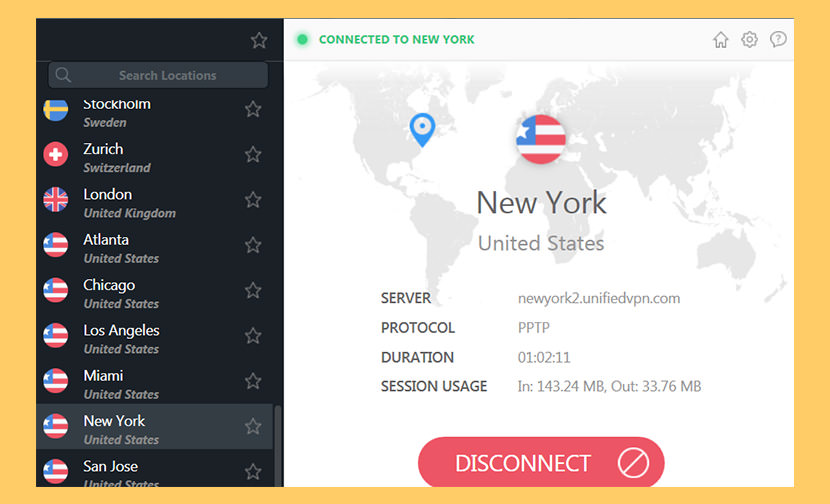 CONNECTED TO NEW YORK
Search Locations
Stockholm
Sweden
Zurich
Switzerland
London
United Kingdom
Atlanta
United States
Chicago
United States
Los Angeles
United States
Miami
United States
New York
United States
San Jose
United States
New York
United States
SERVER newyork2.unifiedvpn.com
PROTOCOL PPTP
DURATION 01:02:11
SESSION USAGE In: 143.24 MB, Out: 33.76 MB
DISCONNECT